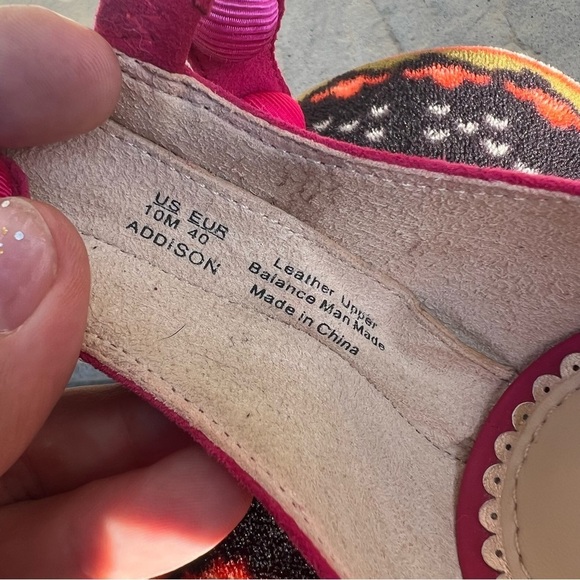 US EUR
10M 40
ADDISON
Leather Upper
Balance Man Made
Made in China